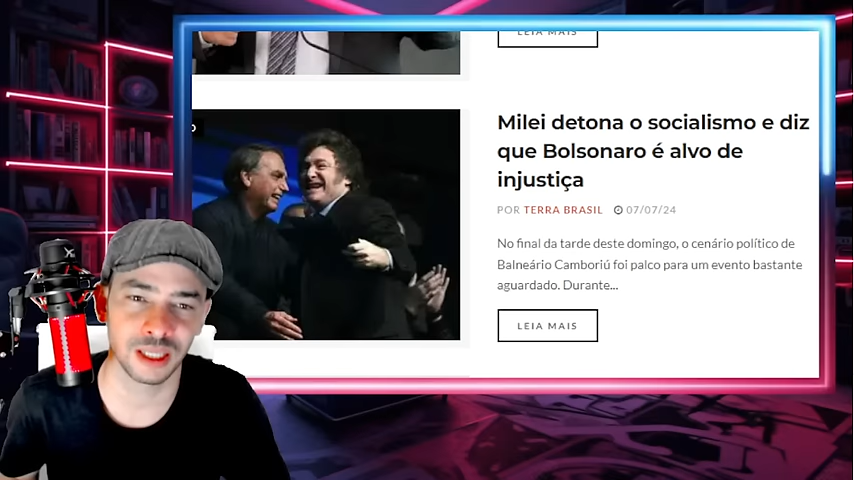 LEIA MAIS
Milei detona o socialismo e diz
que Bolsonaro é alvo de
injustiça
POR TERRA BRASIL 07/07/24
No final da tarde deste domingo, o cenário político de
Balneário Camboriú foi palco para um evento bastante
aguardado. Durante...
LEIA MAIS